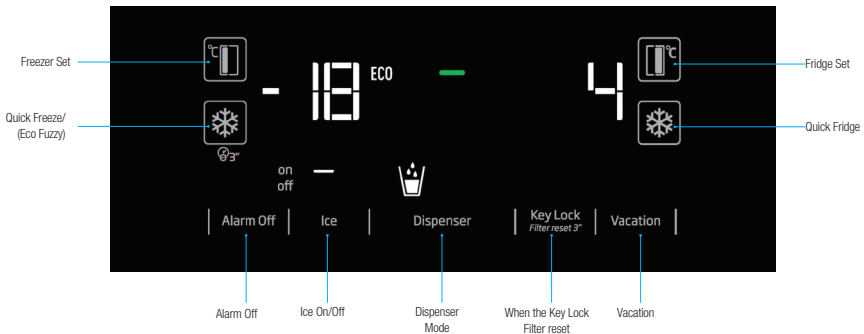 °C
°C
Freezer Set
- 18
ECO
4
Fridge Set
Quick Freeze/
(Eco Fuzzy)
Quick Fridge
3"
on
off
Alarm Off
Ice
Dispenser
Key Lock
Filter reset 3"
Vacation
Alarm Off
Ice On/Off
Dispenser
Mode
When the Key Lock
Filter reset
Vacation